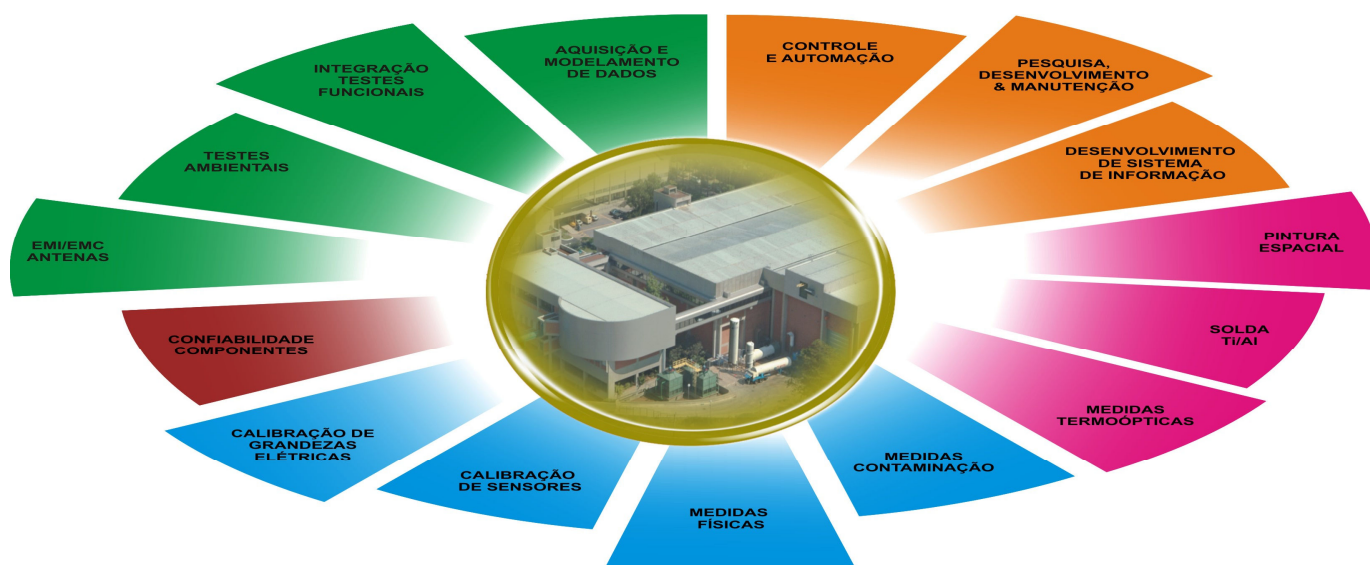 AQUISIÇÃO E
MODELAMENTO
DE DADOS
CONTROLE
E AUTOMAÇÃO
PESQUISA,
DESENVOLVIMENTO
& MANUTENÇÃO
DESENVOLVIMENTO
DE SISTEMA
DE INFORMAÇÃO
PINTURA
ESPACIAL
SOLDA
Ti/Al
MEDIDAS
TERMOÓPTICAS
MEDIDAS
CONTAMINAÇÃO
MEDIDAS
FÍSICAS
CALIBRAÇÃO
DE SENSORES
CALIBRAÇÃO DE
GRANDEZAS
ELÉTRICAS
CONFIABILIDADE
COMPONENTES
EMI/EMC
ANTENAS
TESTES
AMBIENTAIS
INTEGRAÇÃO
TESTES
FUNCIONAIS